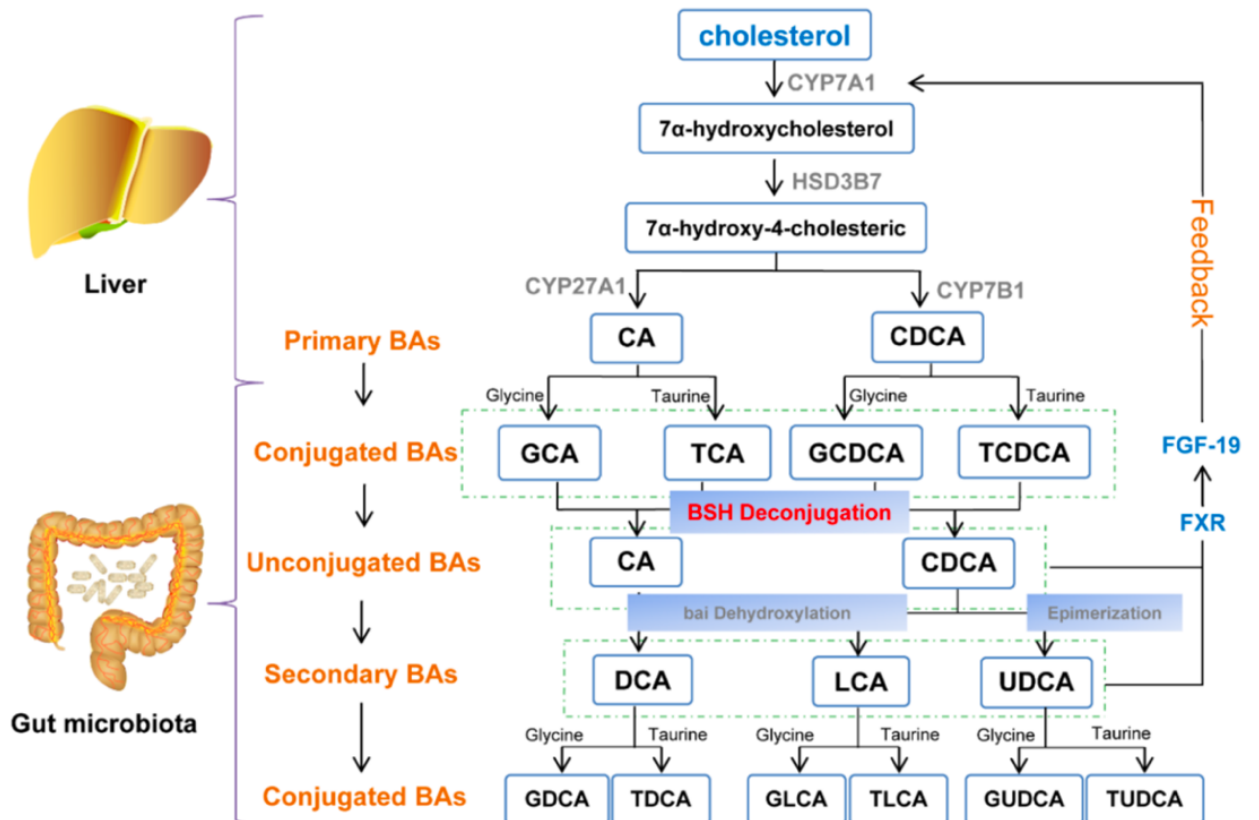 cholesterol
CYP7A1
7α-hydroxycholesterol
HSD3B7
7α-hydroxy-4-cholesteric
Feedback
Liver
CYP27A1
CYP7B1
Primary BAs
CA
CDCA
Glycine
Taurine
Glycine
Taurine
Conjugated BAs
GCA
TCA
GCDCA
TCDCA
FGF-19
BSH Deconjugation
FXR
Unconjugated BAs
CA
CDCA
bai Dehydroxylation
Epimerization
Secondary BAs
DCA
LCA
UDCA
Gut microbiota
Glycine
Taurine
Glycine
Taurine
Glycine
Taurine
Conjugated BAs
GDCA
TDCA
GLCA
TLCA
GUDCA
TUDCA